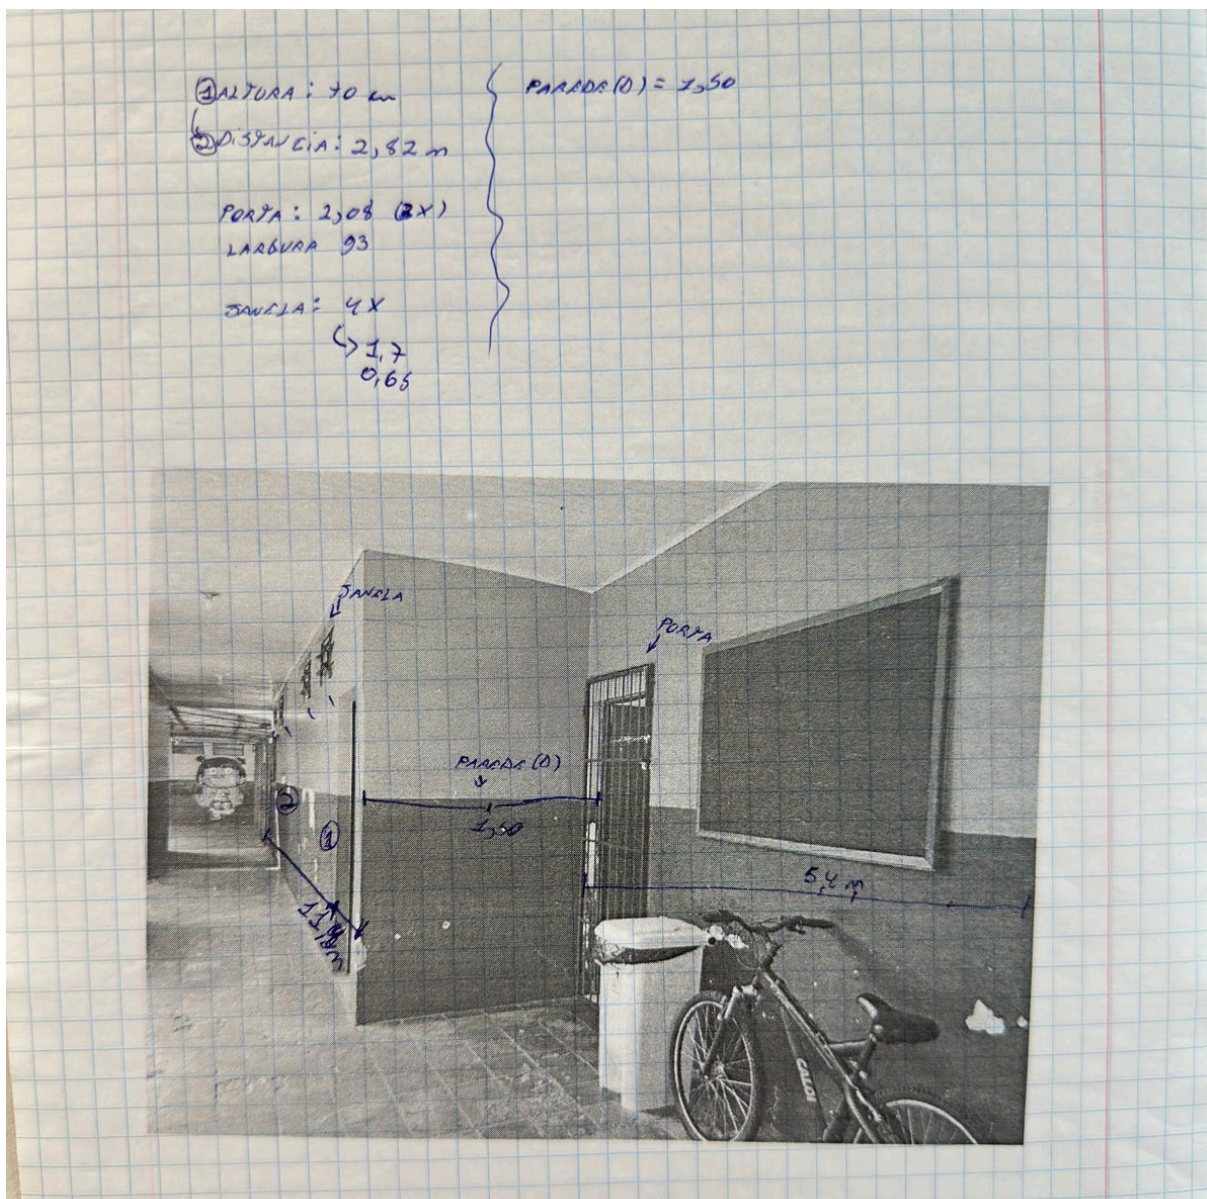 ① ALTURA: 70 cm
② DISTANCIA: 2,82 m
PORTA: 2,08 (2X)
LARGURA 93
JANELA: 4X
1,7
0,65
PAREDE(D) = 1,50
JANELA
PORTA
PAREDE(D)
1,50
②
①
5,4 m
CALOI